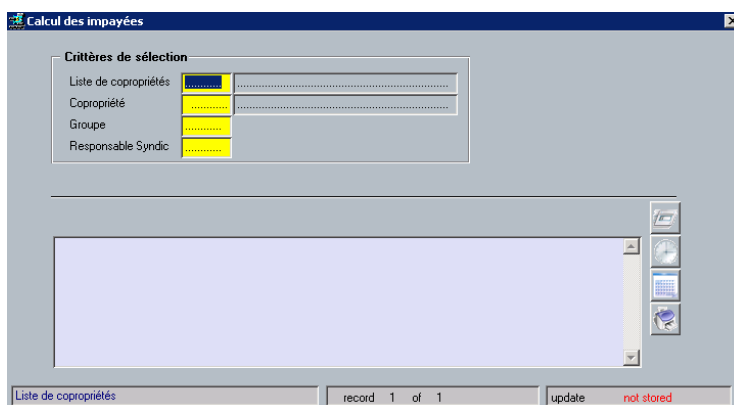 Calcul des impayées
Critères de sélection
Liste de copropriétés
Copropriété
Groupe
Responsable Syndic
Liste de copropriétés record 1 of 1 update not stored